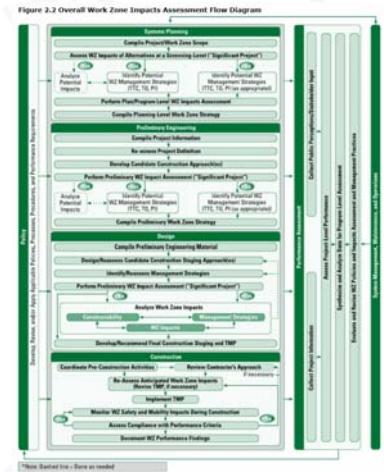 Figure 2.2 Overall Work Zone Impacts Assessment Flow Diagram
Policy
Develop, Revise, and/or Apply Applicable Policies, Processes, Procedures, and Performance Requirements
Systems Planning
Compile Project/Work Zone Scope
Assess WZ Impacts of Alternatives at a Screening-Level ("Significant Project")
Analyze
Potential
Impacts
Identify Potential
WZ Management Strategies
(TTC, TO, PI)
Identify Potential WZ
Management Strategies
(TTC, TO, PI as appropriate)
Perform Plan/Program Level WZ Impacts Assessment
Compile Planning-Level Work Zone Strategy
Preliminary Engineering
Compile Project Information
Re-assess Project Definition
Develop Candidate Construction Approach(es)
Perform Preliminary WZ Impact Assessment ("Significant Project")
Analyze
Potential
Impacts
Identify Potential
WZ Management Strategies
(TTC, TO, PI)
Identify Potential WZ
Management Strategies
(TTC, TO, PI as appropriate)
Compile Preliminary Work Zone Strategy
Design
Compile Preliminary Engineering Material
Design/Reassess Candidate Construction Staging Approach(es)
Identify/Reassess Management Strategies
Perform Preliminary WZ Impact Assessment ("Significant Project")
Analyze Work Zone Impacts
Constructability
Management Strategies
WZ Impacts
Develop/Recommend Final Construction Staging and TMP
Construction
Coordinate Pre-Construction Activities
Review Contractor's Approach
If necessary
Re-Assess Anticipated Work Zone Impacts
(Revise TMP, if necessary)
Implement TMP
Monitor WZ Safety and Mobility Impacts During Construction
Assess Compliance with Performance Criteria
Document WZ Performance Findings
Performance Assessment
Collect Public Perceptions/Stakeholder Input
Collect Project Information
Assess Project-Level Performance
Synthesize and Analyze Data for Program-Level Assessment
Evaluate and Revise WZ Policies and Impacts Assessment and Management Practices
System Management, Maintenance, and Operations
*Note: Dashed line = Done as needed